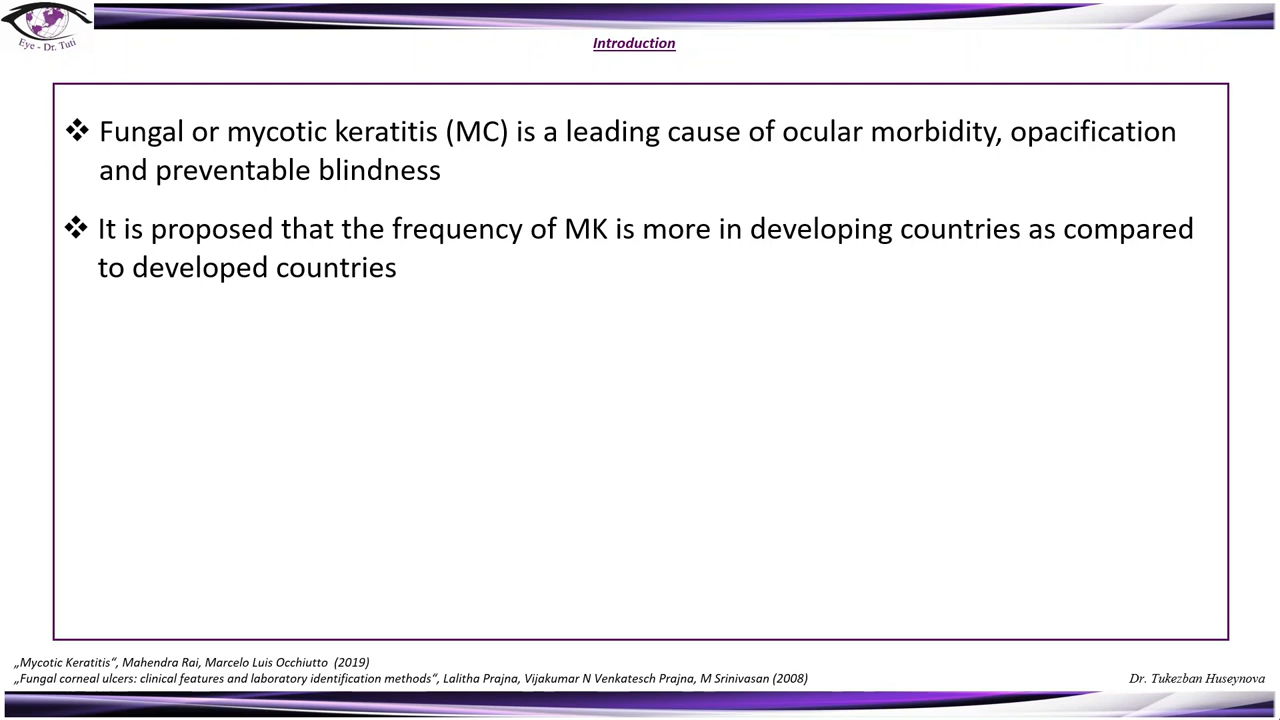 Eye - Dr. Tuti
Introduction
❖ Fungal or mycotic keratitis (MC) is a leading cause of ocular morbidity, opacification
and preventable blindness
❖ It is proposed that the frequency of MK is more in developing countries as compared
to developed countries
„Mycotic Keratitis“, Mahendra Rai, Marcelo Luis Occhiutto (2019)
„Fungal corneal ulcers: clinical features and laboratory identification methods“, Lalitha Prajna, Vijakumar N Venkatesch Prajna, M Srinivasan (2008)
Dr. Tukezban Huseynova